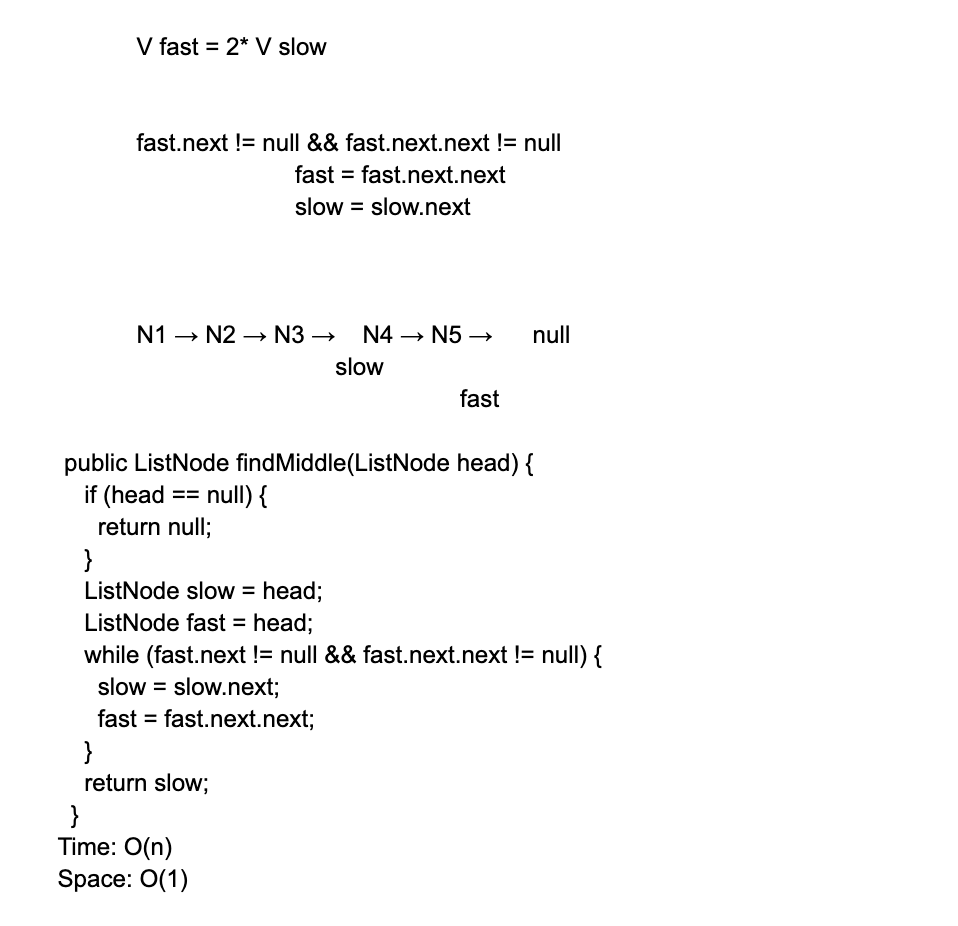 V fast = 2* V slow
fast.next != null && fast.next.next != null
fast = fast.next.next
slow = slow.next
N1 → N2 → N3 → N4 → N5 → null
slow
fast
public ListNode findMiddle(ListNode head) {
if (head == null) {
return null;
}
ListNode slow = head;
ListNode fast = head;
while (fast.next != null && fast.next.next != null) {
slow = slow.next;
fast = fast.next.next;
}
return slow;
}
Time: O(n)
Space: O(1)